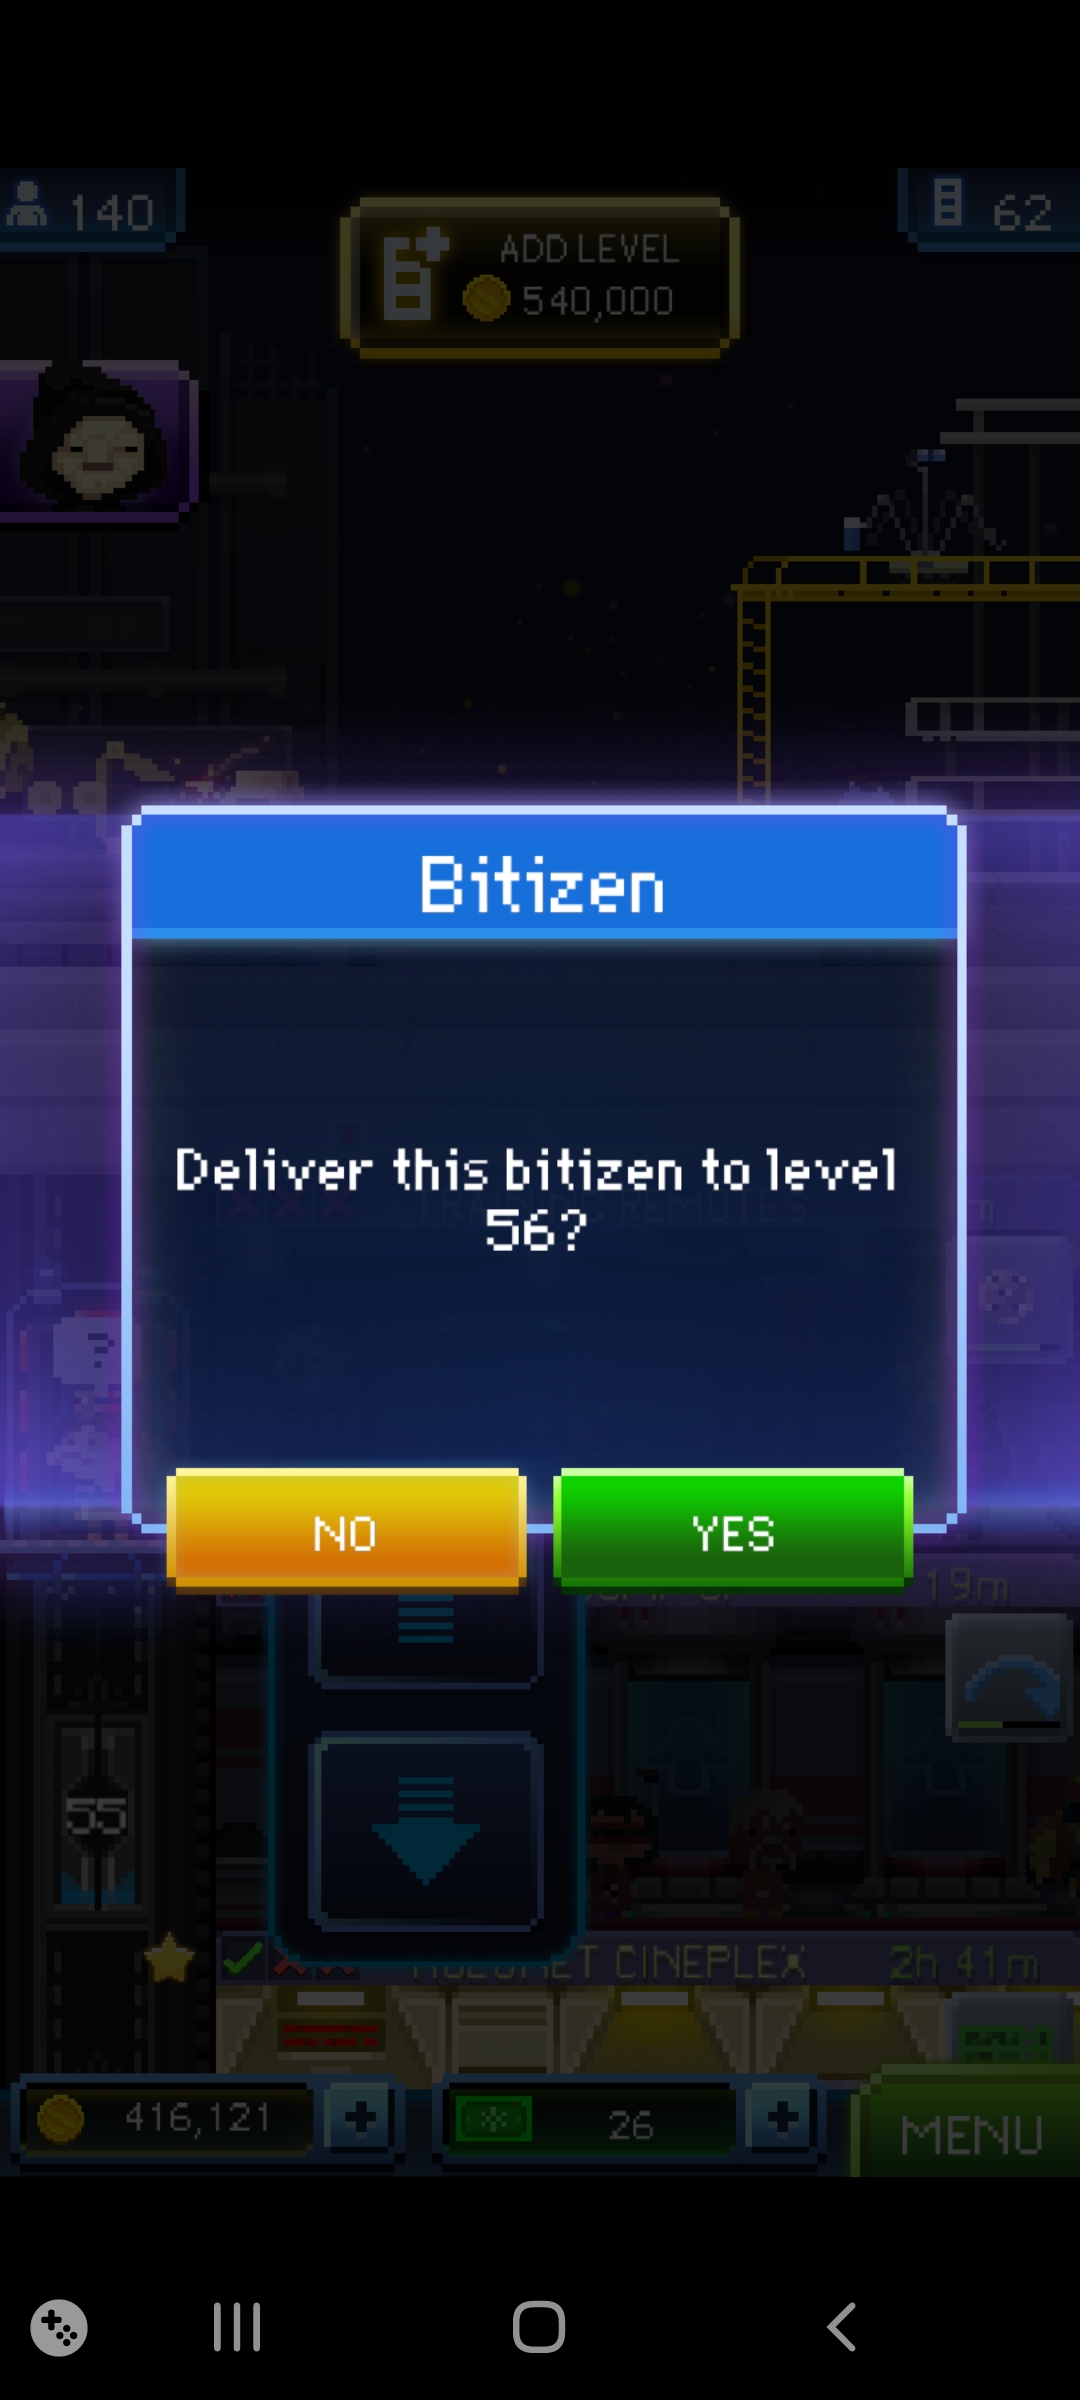 140
ADD LEVEL
540,000
62
Bitizen
Deliver this bitizen to level
56?
?
NO
YES
19m
55
CINEPLEX
2h 41m
416,121
26
MENU